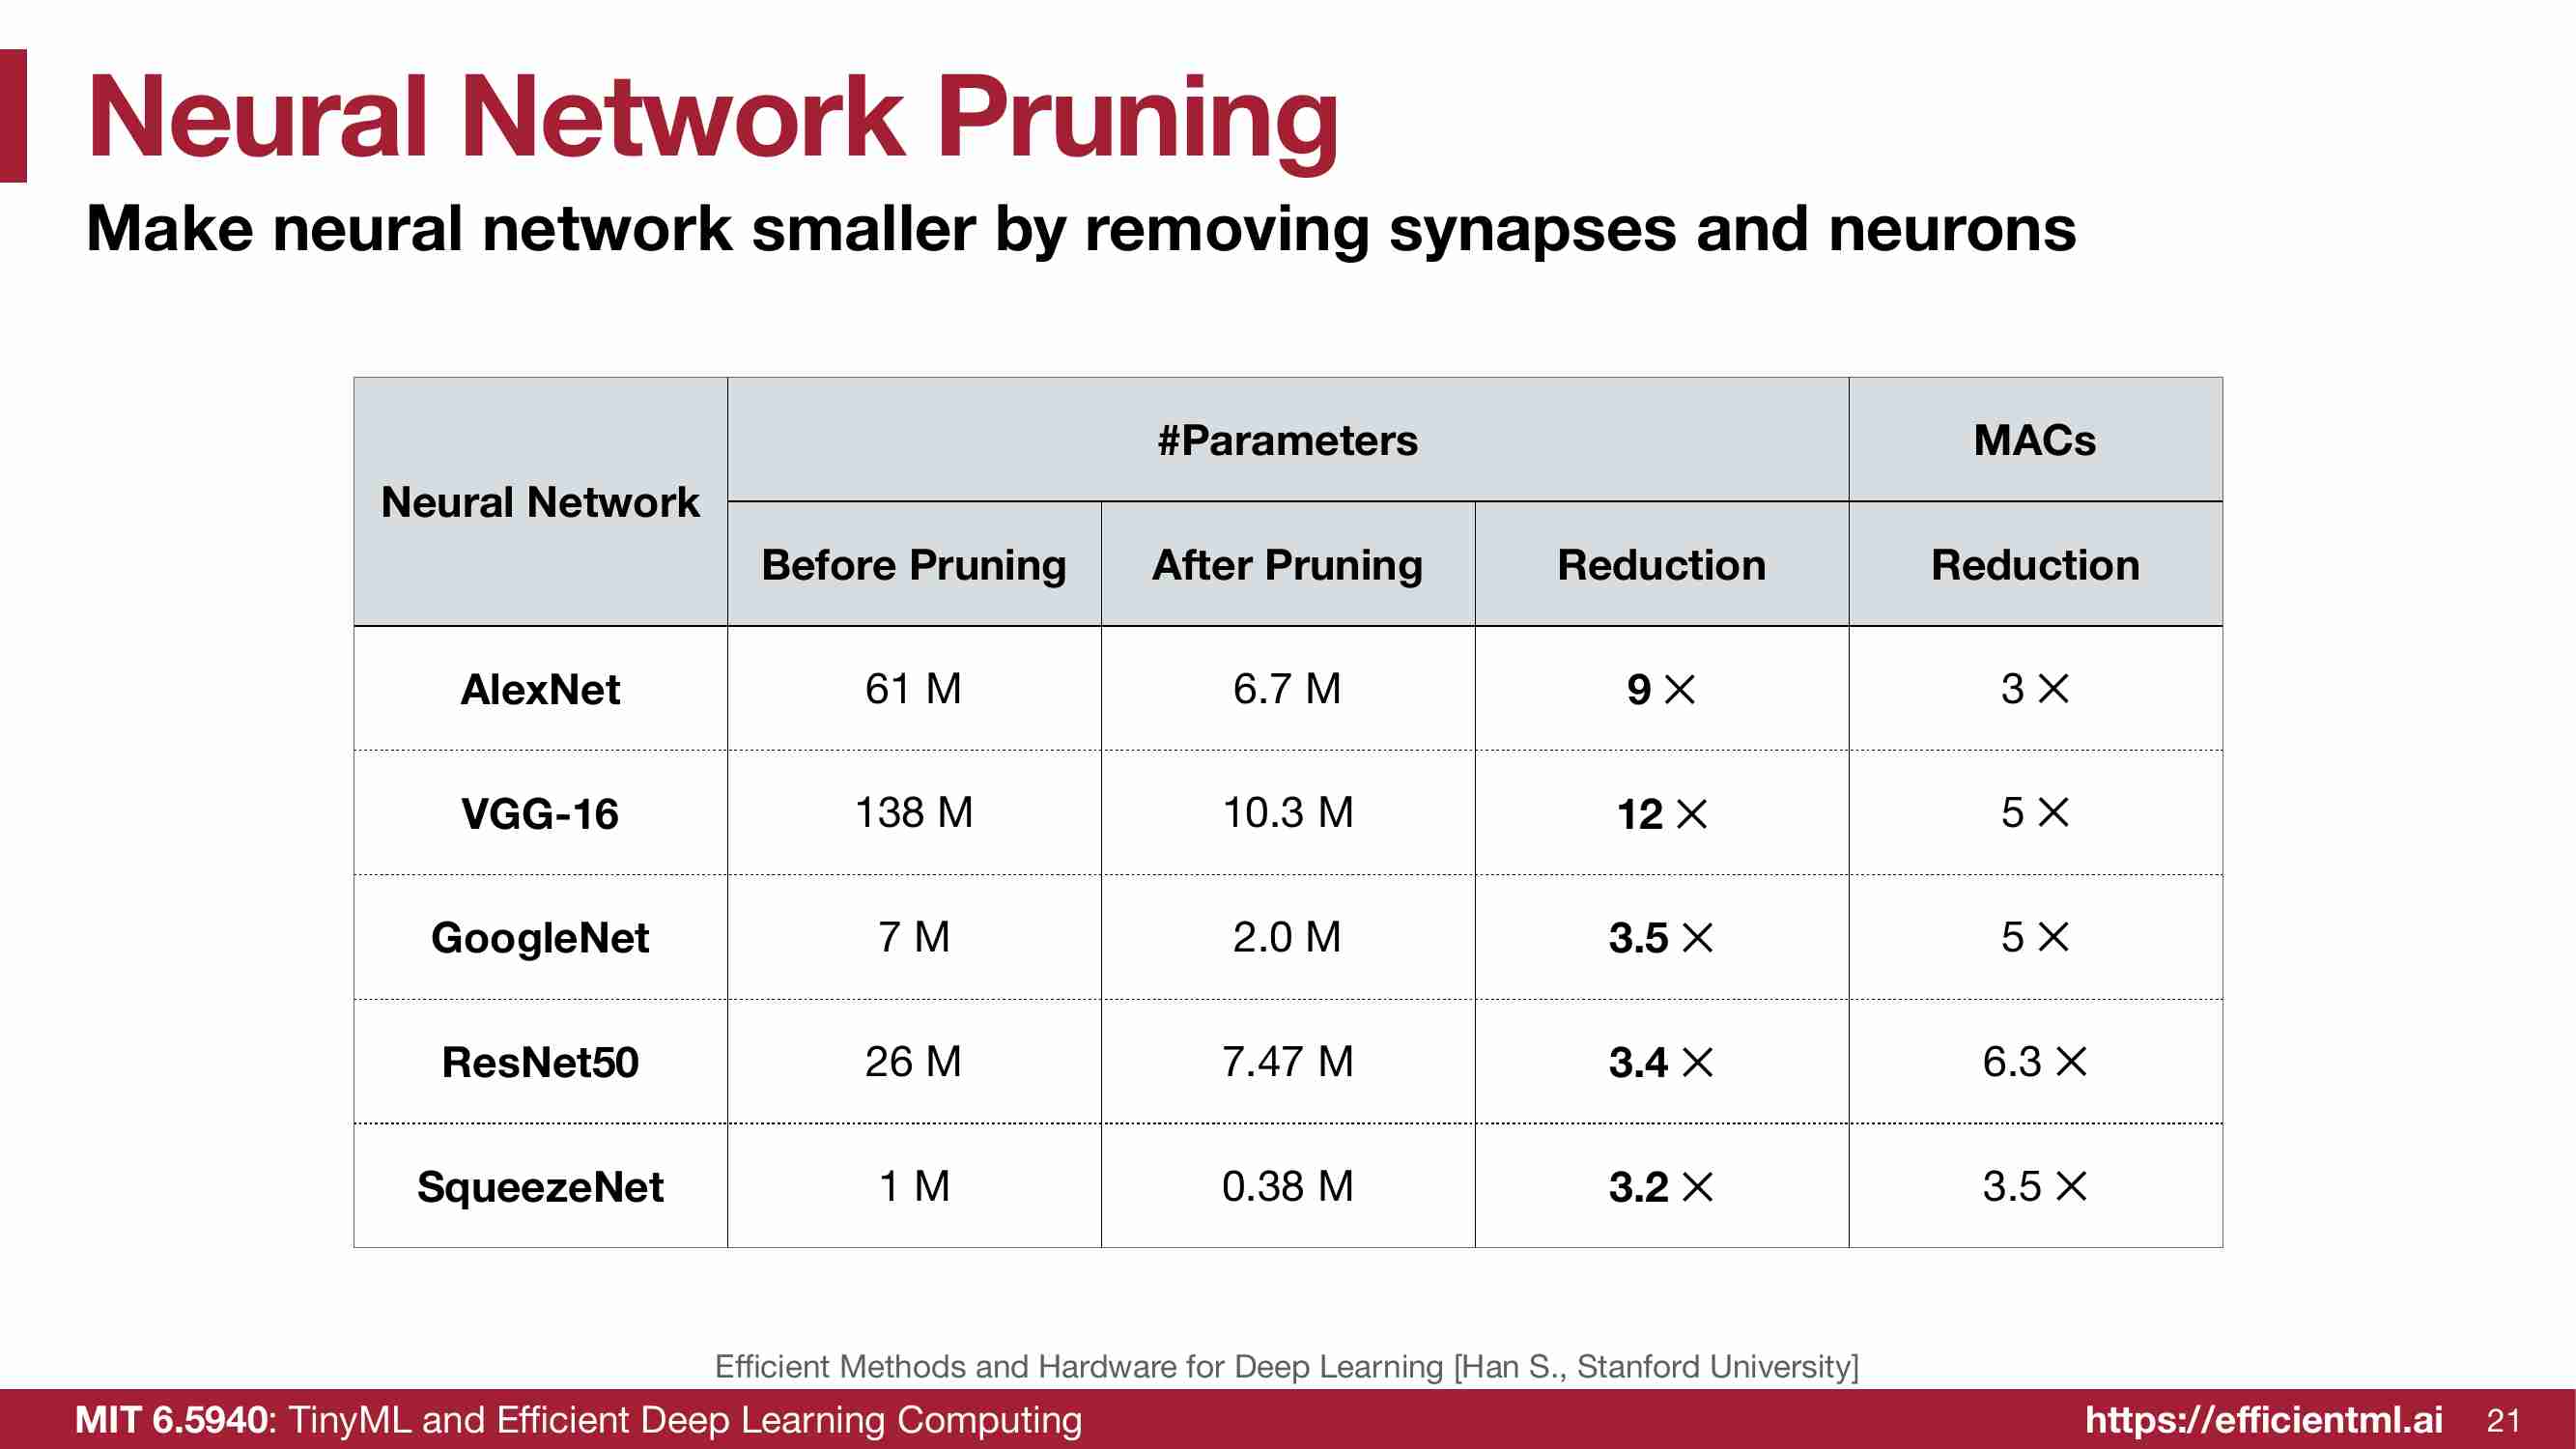 Neural Network Pruning
Make neural network smaller by removing synapses and neurons
Neural Network #Parameters MACs
Before Pruning After Pruning Reduction Reduction
AlexNet 61 M 6.7 M 9 × 3 ×
VGG-16 138 M 10.3 M 12 × 5 ×
GoogleNet 7 M 2.0 M 3.5 × 5 ×
ResNet50 26 M 7.47 M 3.4 × 6.3 ×
SqueezeNet 1 M 0.38 M 3.2 × 3.5 ×
Efficient Methods and Hardware for Deep Learning [Han S., Stanford University]
MIT 6.5940: TinyML and Efficient Deep Learning Computing https://efficientml.ai 21